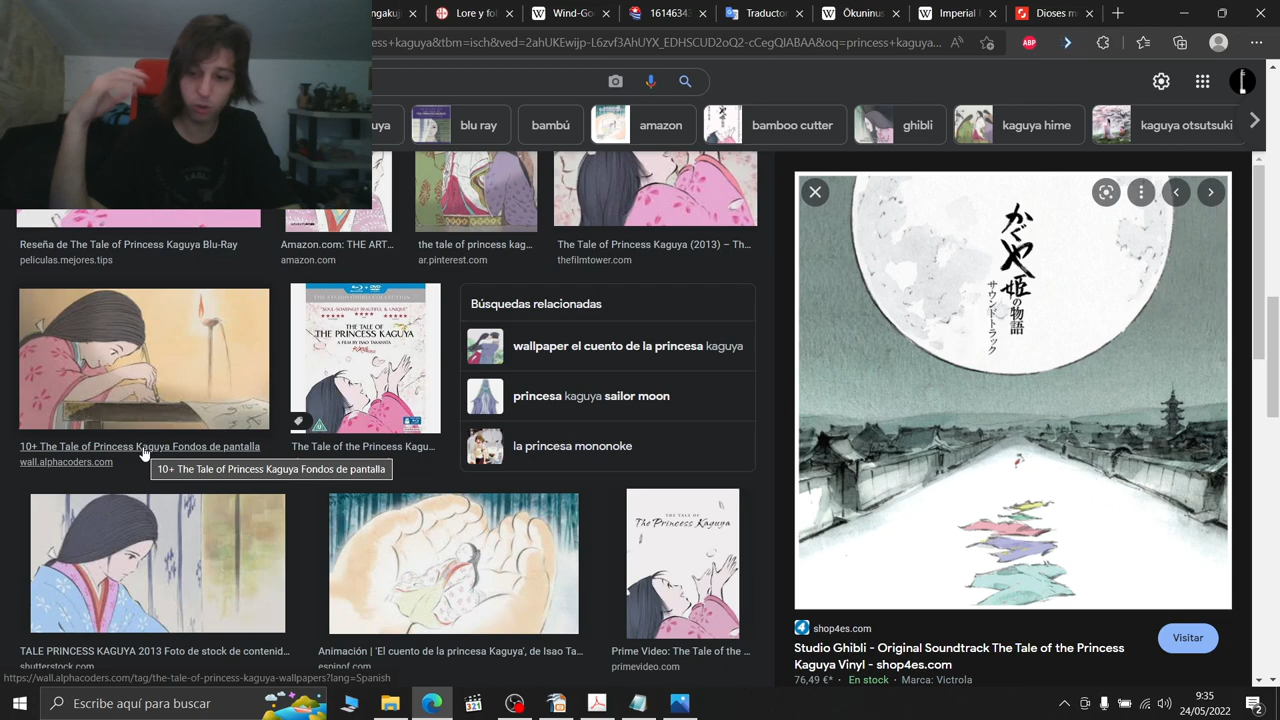 ngakuj
Lore y fol
Wind-Go
1614634
Traductor
Ōkuninus
Imperial
Dioses m
ess+kaguya&tbm=isch&ved=2ahUKEwijp-L6zvf3AhUYX_EDHSCUD2oQ2-cCegQIABAA&oq=princess+kaguya...
ABP
uya
blu ray
bambú
amazon
bamboo cutter
ghibli
kaguya hime
kaguya otsutsuki
Reseña de The Tale of Princess Kaguya Blu-Ray
peliculas.mejores.tips
Amazon.com: THE ART...
amazon.com
the tale of princess kag...
ar.pinterest.com
The Tale of Princess Kaguya (2013) – Th...
thefilmtower.com
THE TALE OF
THE PRINCESS KAGUYA
A FILM BY ISAO TAKAHATA
Búsquedas relacionadas
wallpaper el cuento de la princesa kaguya
princesa kaguya sailor moon
la princesa mononoke
10+ The Tale of Princess Kaguya Fondos de pantalla
wall.alphacoders.com
The Tale of the Princess Kagu...
10+ The Tale of Princess Kaguya Fondos de pantalla
THE TALE OF
The Princess Kaguya
TALE PRINCESS KAGUYA 2013 Foto de stock de contenid...
shutterstock.com
Animación | 'El cuento de la princesa Kaguya', de Isao Ta...
espinof.com
Prime Video: The Tale of the ...
primevideo.com
かぐや姫の物語
サウンドトラック
shop4es.com
Studio Ghibli - Original Soundtrack The Tale of the Princess
Kaguya Vinyl - shop4es.com
76,49 €* • En stock • Marca: Victrola
Visitar
https://wall.alphacoders.com/tag/the-tale-of-princess-kaguya-wallpapers?lang=Spanish
Escribe aquí para buscar
321
9:35
24/05/2022
2